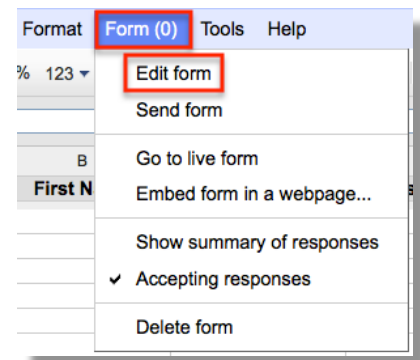 Format Form (0) Tools Help
% 123
Edit form
Send form
B
Go to live form
First N
Embed form in a webpage...
Show summary of responses
✓ Accepting responses
Delete form